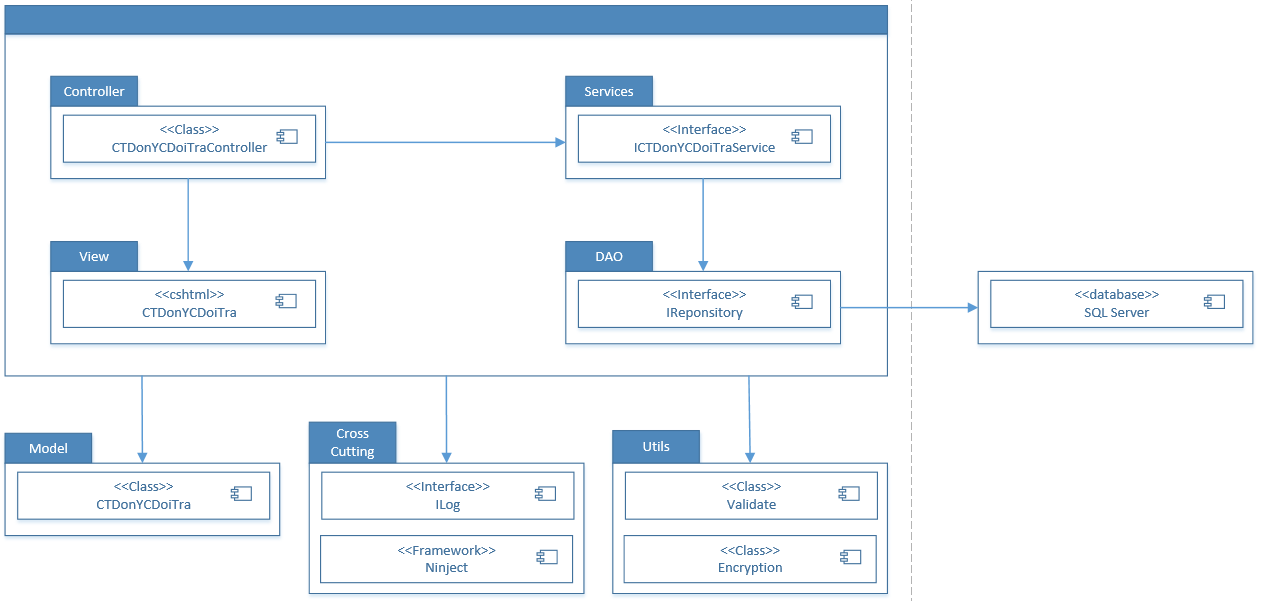 Controller
<<Class>>
CTDonYCDoiTraController
Services
<<Interface>>
ICTDonYCDoiTraService
View
<<cshtml>>
CTDonYCDoiTra
DAO
<<Interface>>
IReponsitory
<<database>>
SQL Server
Model
<<Class>>
CTDonYCDoiTra
Cross
Cutting
<<Interface>>
ILog
<<Framework>>
Ninject
Utils
<<Class>>
Validate
<<Class>>
Encryption